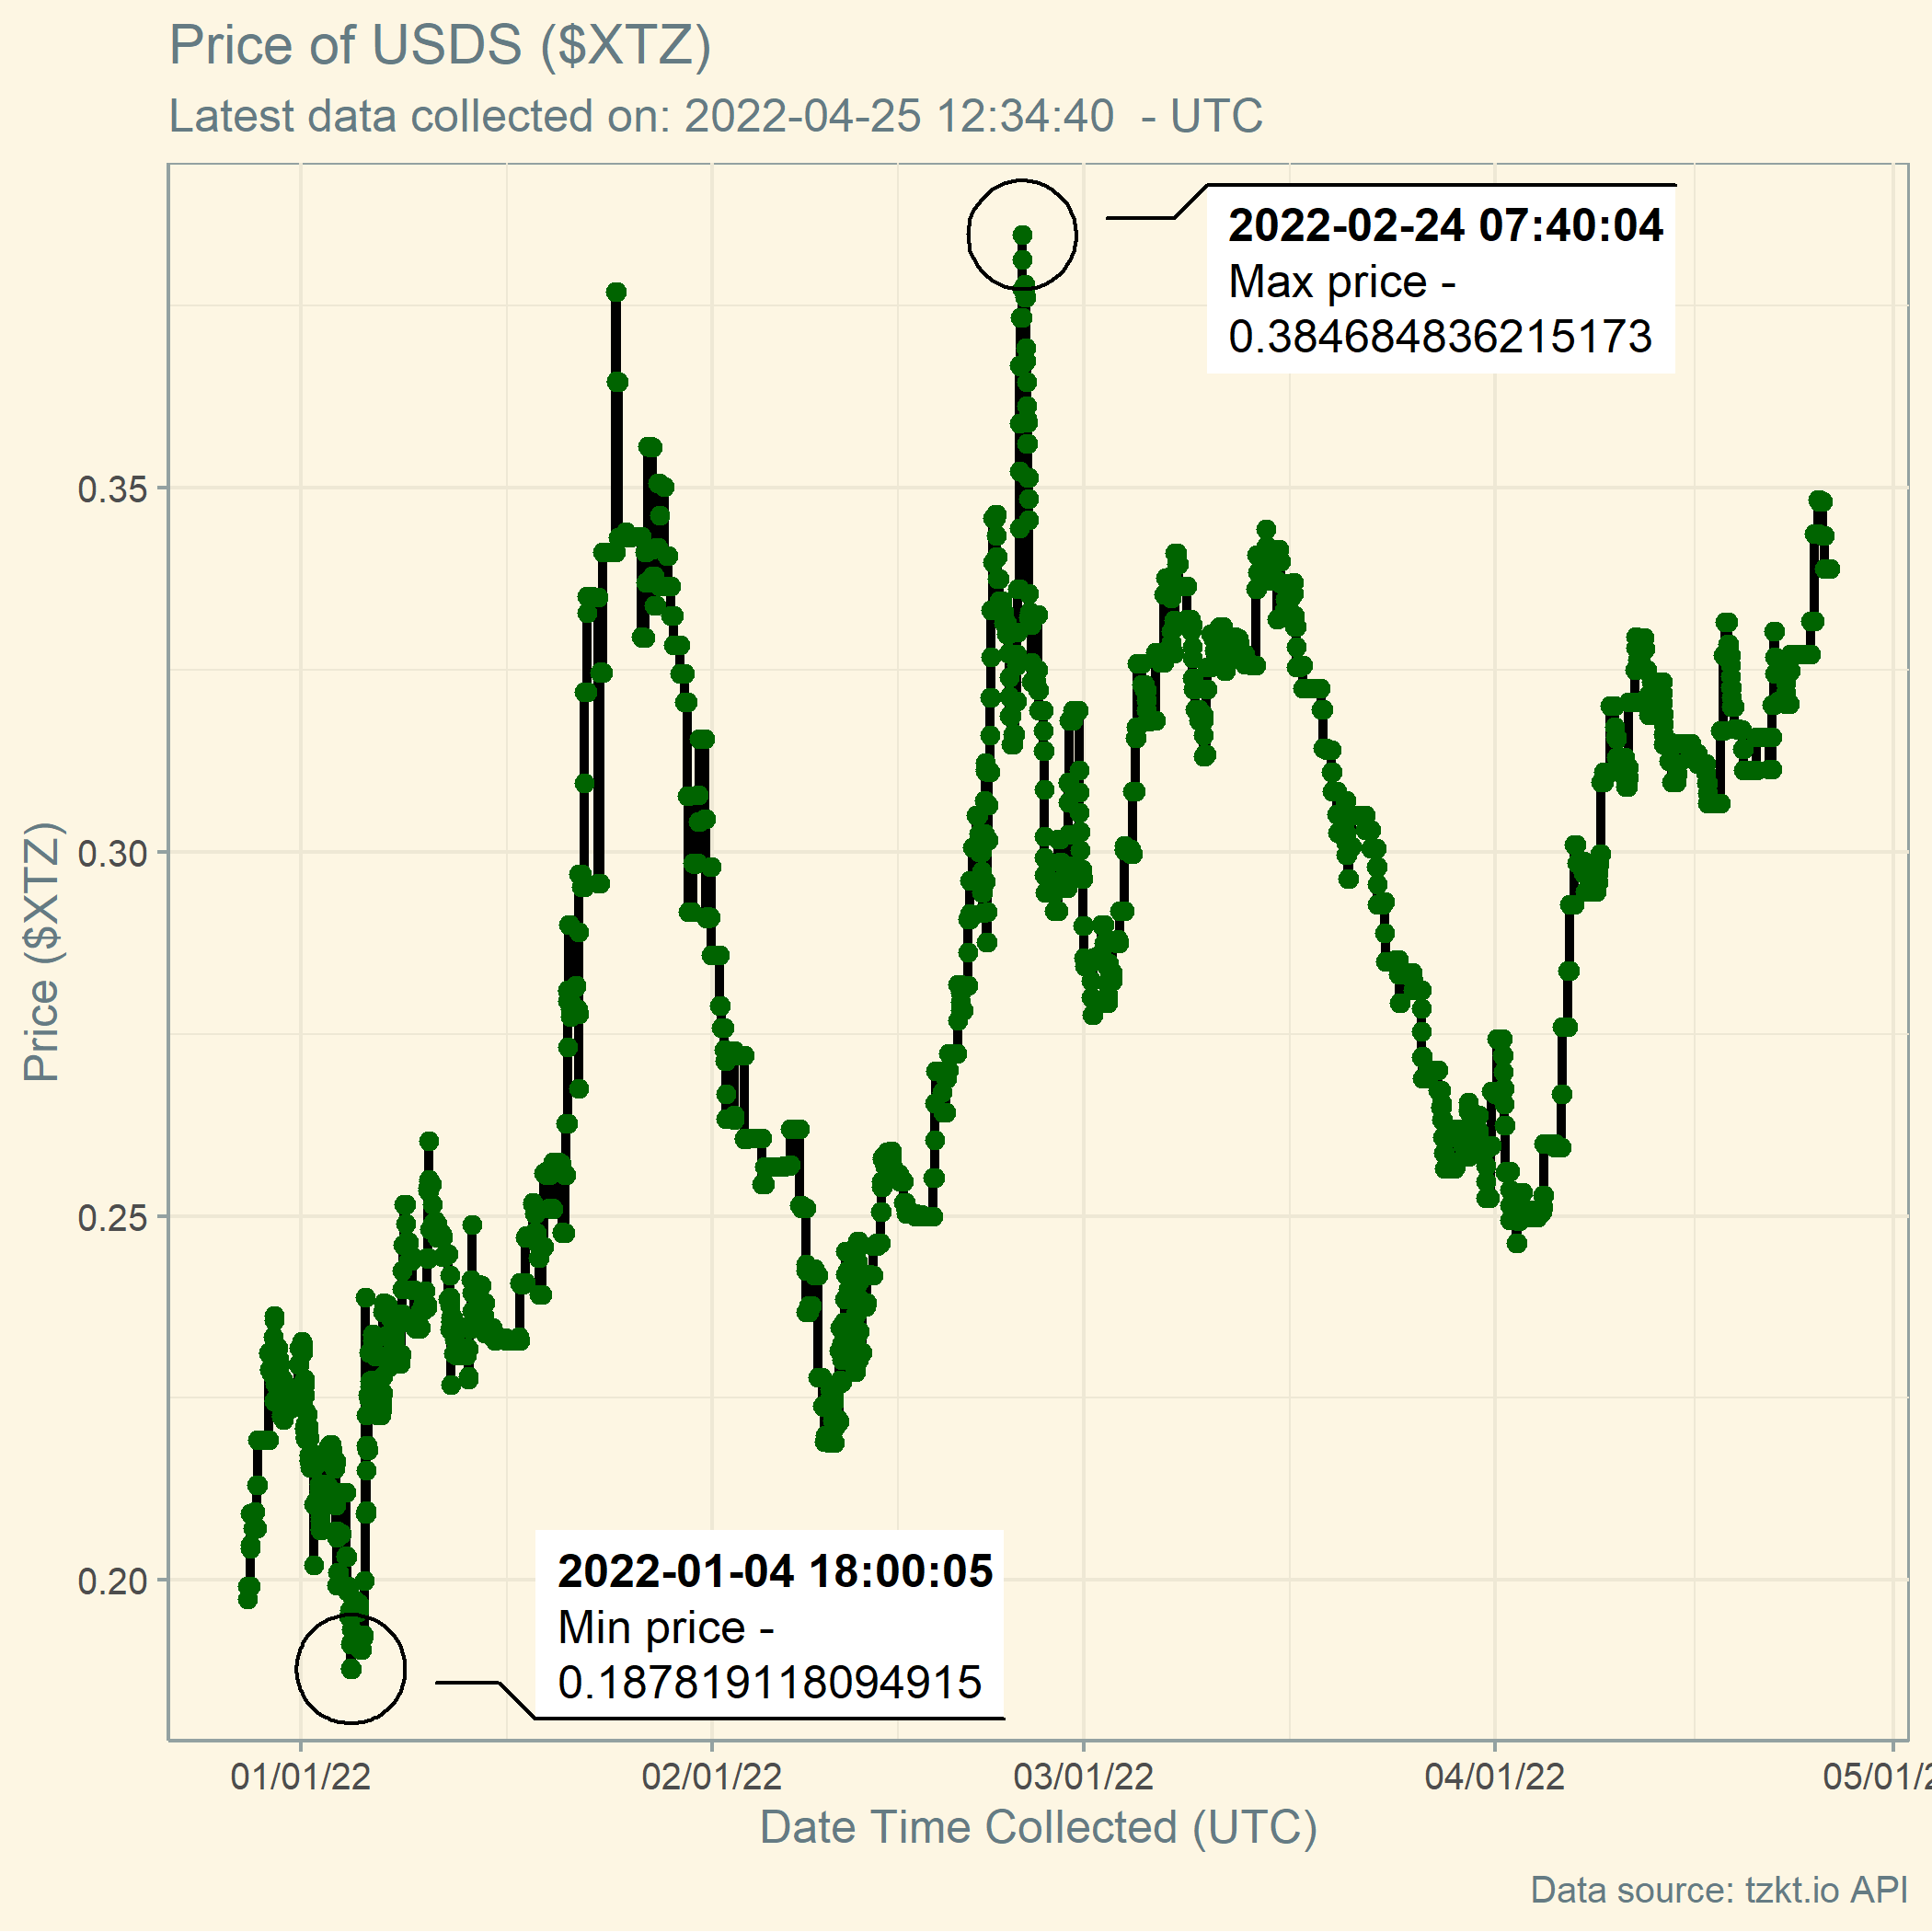 Price of USDS ($XTZ)
Latest data collected on: 2022-04-25 12:34:40  - UTC
2022-02-24 07:40:04
Max price -
0.384684836215173
0.35
0.30
0.25
0.20
Price ($XTZ)
2022-01-04 18:00:05
Min price -
0.187819118094915
01/01/22
02/01/22
03/01/22
04/01/22
05/01/2
Date Time Collected (UTC)
Data source: tzkt.io API